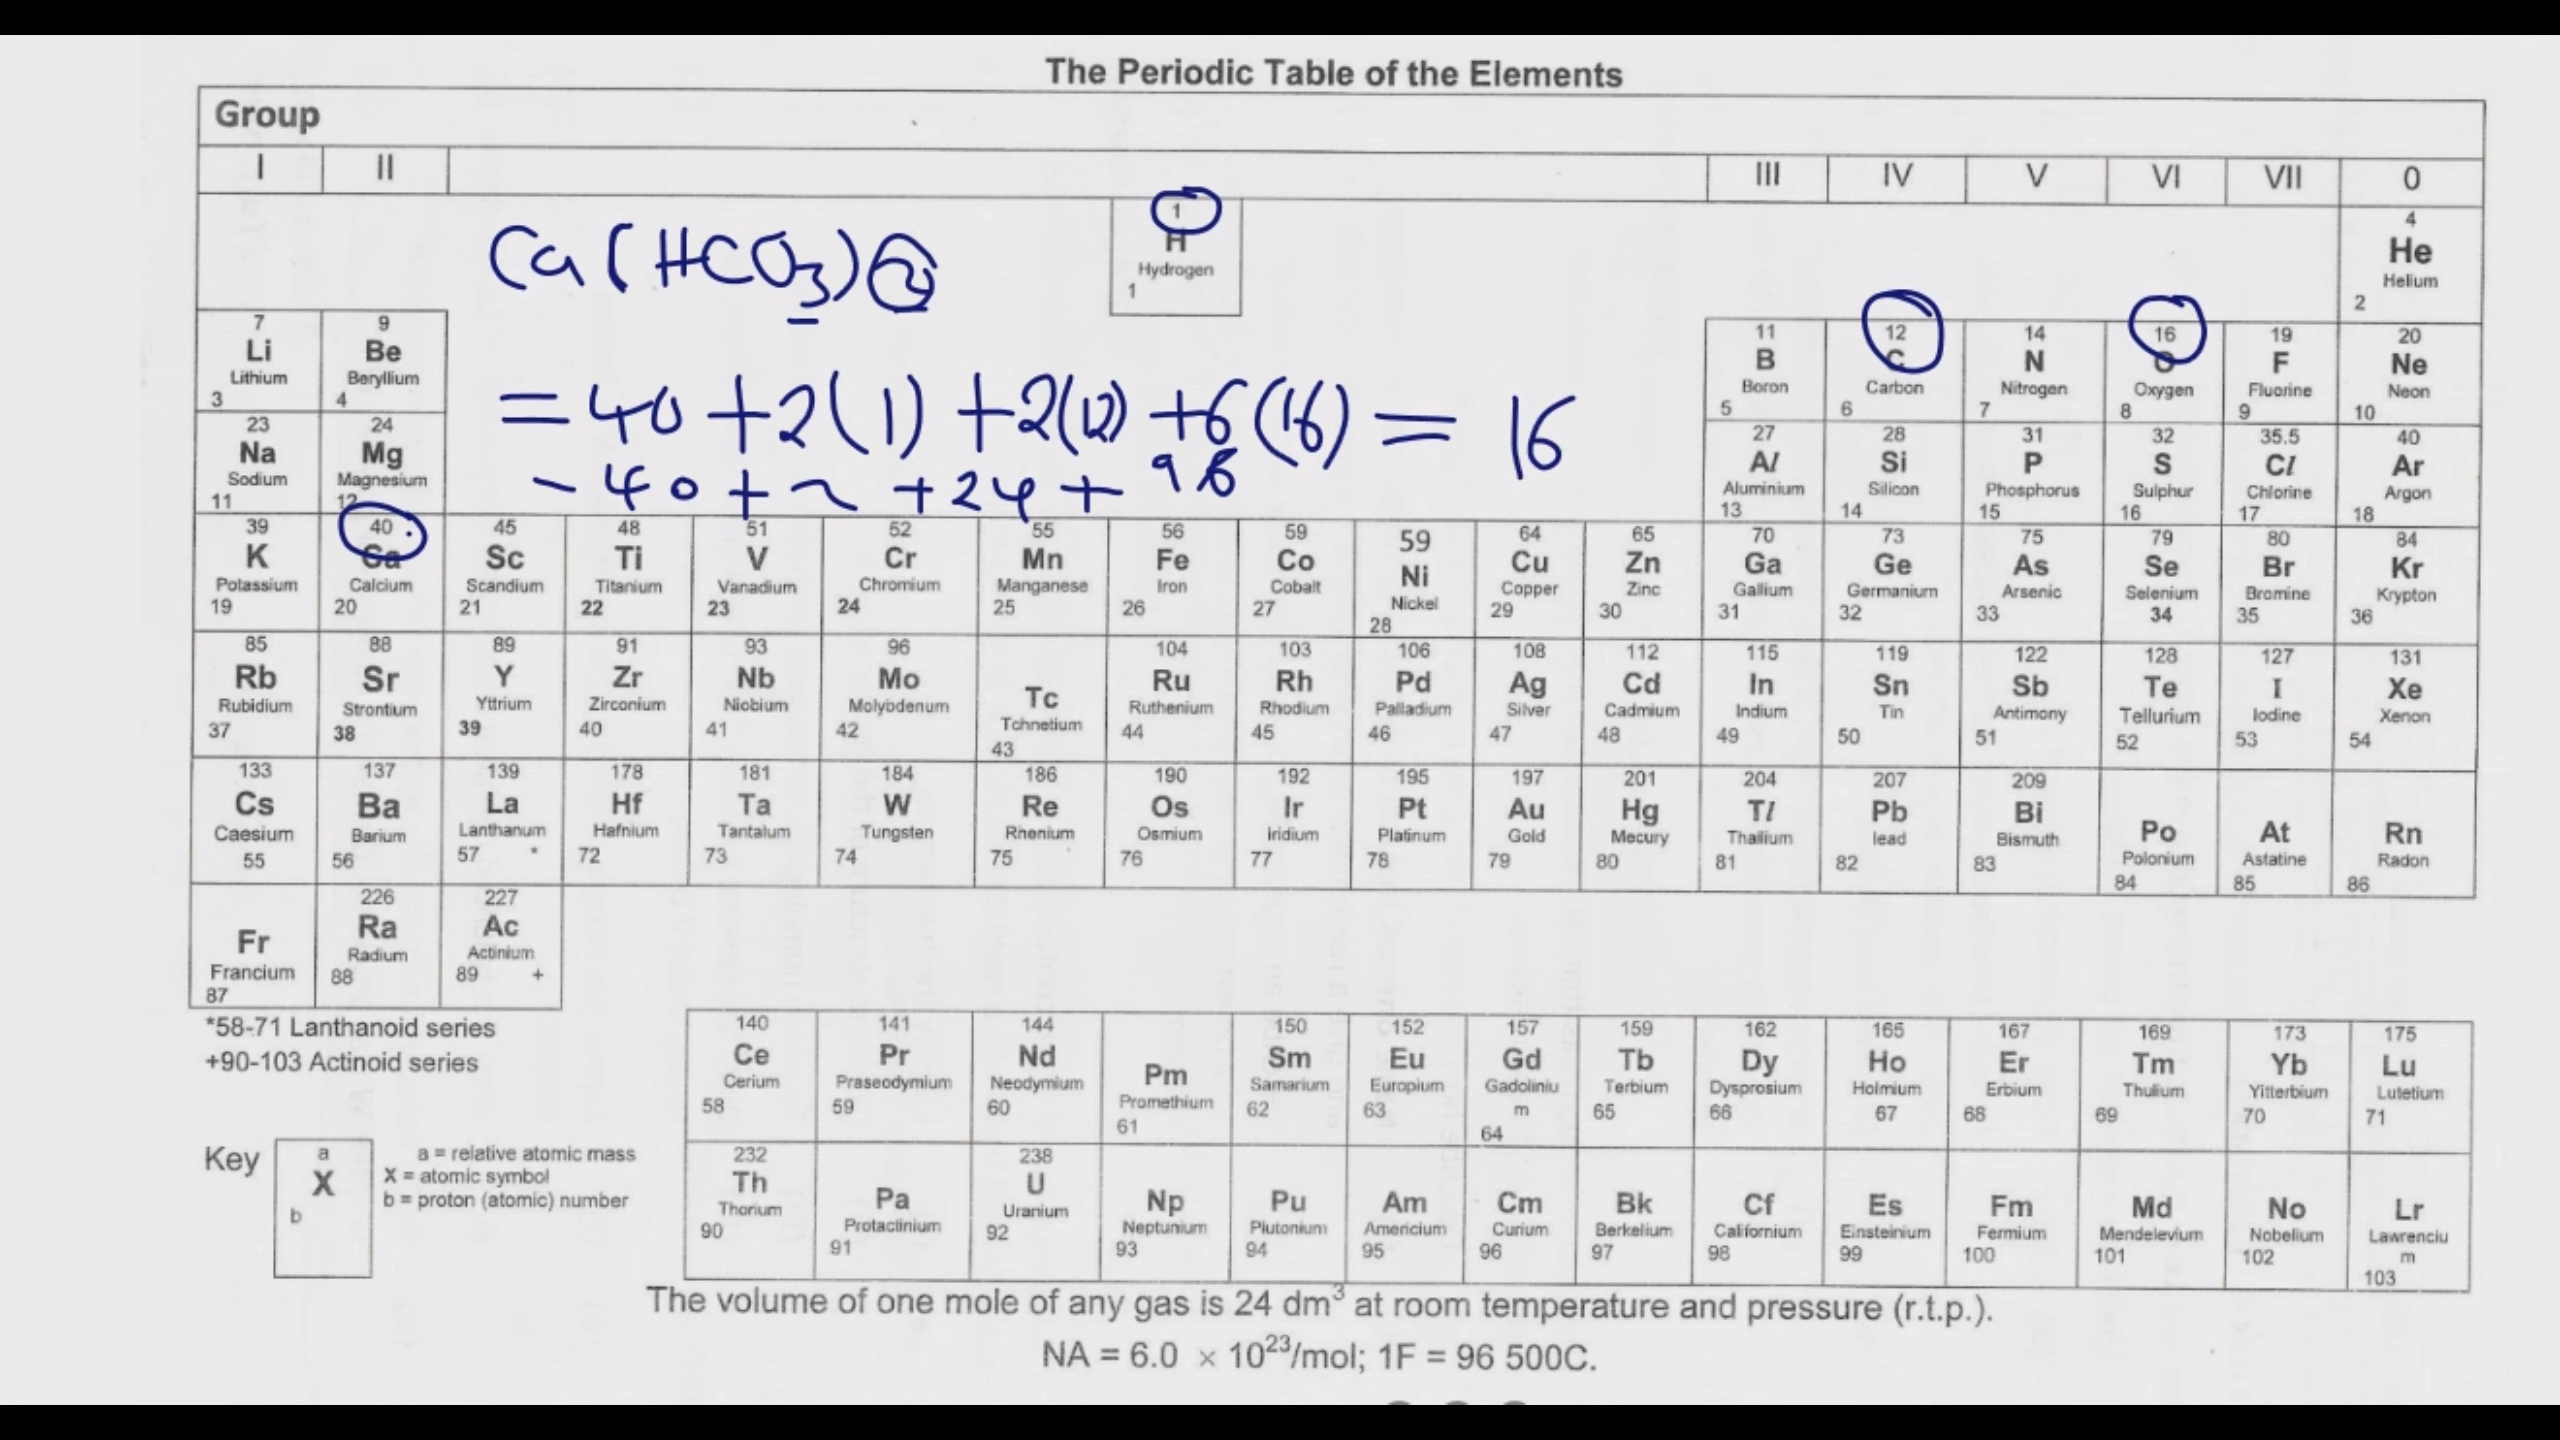 The Periodic Table of the Elements
Group
I II III IV V VI VII 0
1 H Hydrogen 1
4 He Helium 2
Ca(HCO3)2
7 Li Lithium 3
9 Be Beryllium 4
11 B Boron 5
12 C Carbon 6
14 N Nitrogen 7
16 O Oxygen 8
19 F Fluorine 9
20 Ne Neon 10
= 40 + 2(1) + 2(12) + 6(16) = 16
23 Na Sodium 11
24 Mg Magnesium 12
27 Al Aluminium 13
28 Si Silicon 14
31 P Phosphorus 15
32 S Sulphur 16
35.5 Cl Chlorine 17
40 Ar Argon 18
- 40 + 2 + 24 + 96
39 K Potassium 19
40 Ca Calcium 20
45 Sc Scandium 21
48 Ti Titanium 22
51 V Vanadium 23
52 Cr Chromium 24
55 Mn Manganese 25
56 Fe Iron 26
59 Co Cobalt 27
59 Ni Nickel 28
64 Cu Copper 29
65 Zn Zinc 30
70 Ga Gallium 31
73 Ge Germanium 32
75 As Arsenic 33
79 Se Selenium 34
80 Br Bromine 35
84 Kr Krypton 36
85 Rb Rubidium 37
88 Sr Strontium 38
89 Y Yttrium 39
91 Zr Zirconium 40
93 Nb Niobium 41
96 Mo Molybdenum 42
Tc Tchnetium 43
104 Ru Ruthenium 44
103 Rh Rhodium 45
106 Pd Palladium 46
108 Ag Silver 47
112 Cd Cadmium 48
115 In Indium 49
119 Sn Tin 50
122 Sb Antimony 51
128 Te Tellurium 52
127 I Iodine 53
131 Xe Xenon 54
133 Cs Caesium 55
137 Ba Barium 56
139 La Lanthanum 57 *
178 Hf Hafnium 72
181 Ta Tantalum 73
184 W Tungsten 74
186 Re Rhenium 75
190 Os Osmium 76
192 Ir Iridium 77
195 Pt Platinum 78
197 Au Gold 79
201 Hg Mecury 80
204 Tl Thallium 81
207 Pb lead 82
209 Bi Bismuth 83
Po Polonium 84
At Astatine 85
Rn Radon 86
Fr Francium 87
226 Ra Radium 88
227 Ac Actinium 89 +
*58-71 Lanthanoid series
+90-103 Actinoid series
140 Ce Cerium 58
141 Pr Praseodymium 59
144 Nd Neodymium 60
Pm Promethium 61
150 Sm Samarium 62
152 Eu Europium 63
157 Gd Gadoliniu m 64
159 Tb Terbium 65
162 Dy Dysprosium 66
165 Ho Holmium 67
167 Er Erbium 68
169 Tm Thulium 69
173 Yb Yitterbium 70
175 Lu Lutetium 71
232 Th Thorium 90
Pa Protactinium 91
238 U Uranium 92
Np Neptunium 93
Pu Plutonium 94
Am Americium 95
Cm Curium 96
Bk Berkelium 97
Cf Californium 98
Es Einsteinium 99
Fm Fermium 100
Md Mendelevium 101
No Nobelium 102
Lr Lawrenciu m 103
Key
a X b
a = relative atomic mass
X = atomic symbol
b = proton (atomic) number
The volume of one mole of any gas is 24 dm³ at room temperature and pressure (r.t.p.).
NA = 6.0 × 10²³/mol; 1F = 96 500C.